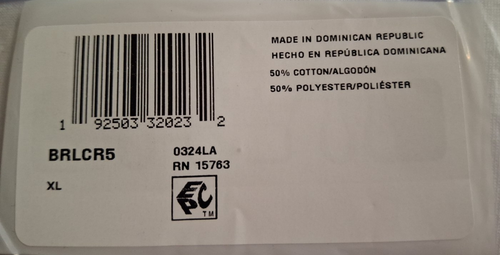 MADE IN DOMINICAN REPUBLIC
HECHO EN REPÚBLICA DOMINICANA
50% COTTON/ALGODÓN
50% POLYESTER/POLIÉSTER
1 92503 32023 2
BRLCR5
0324LA
RN 15763
XL
EPC
TM